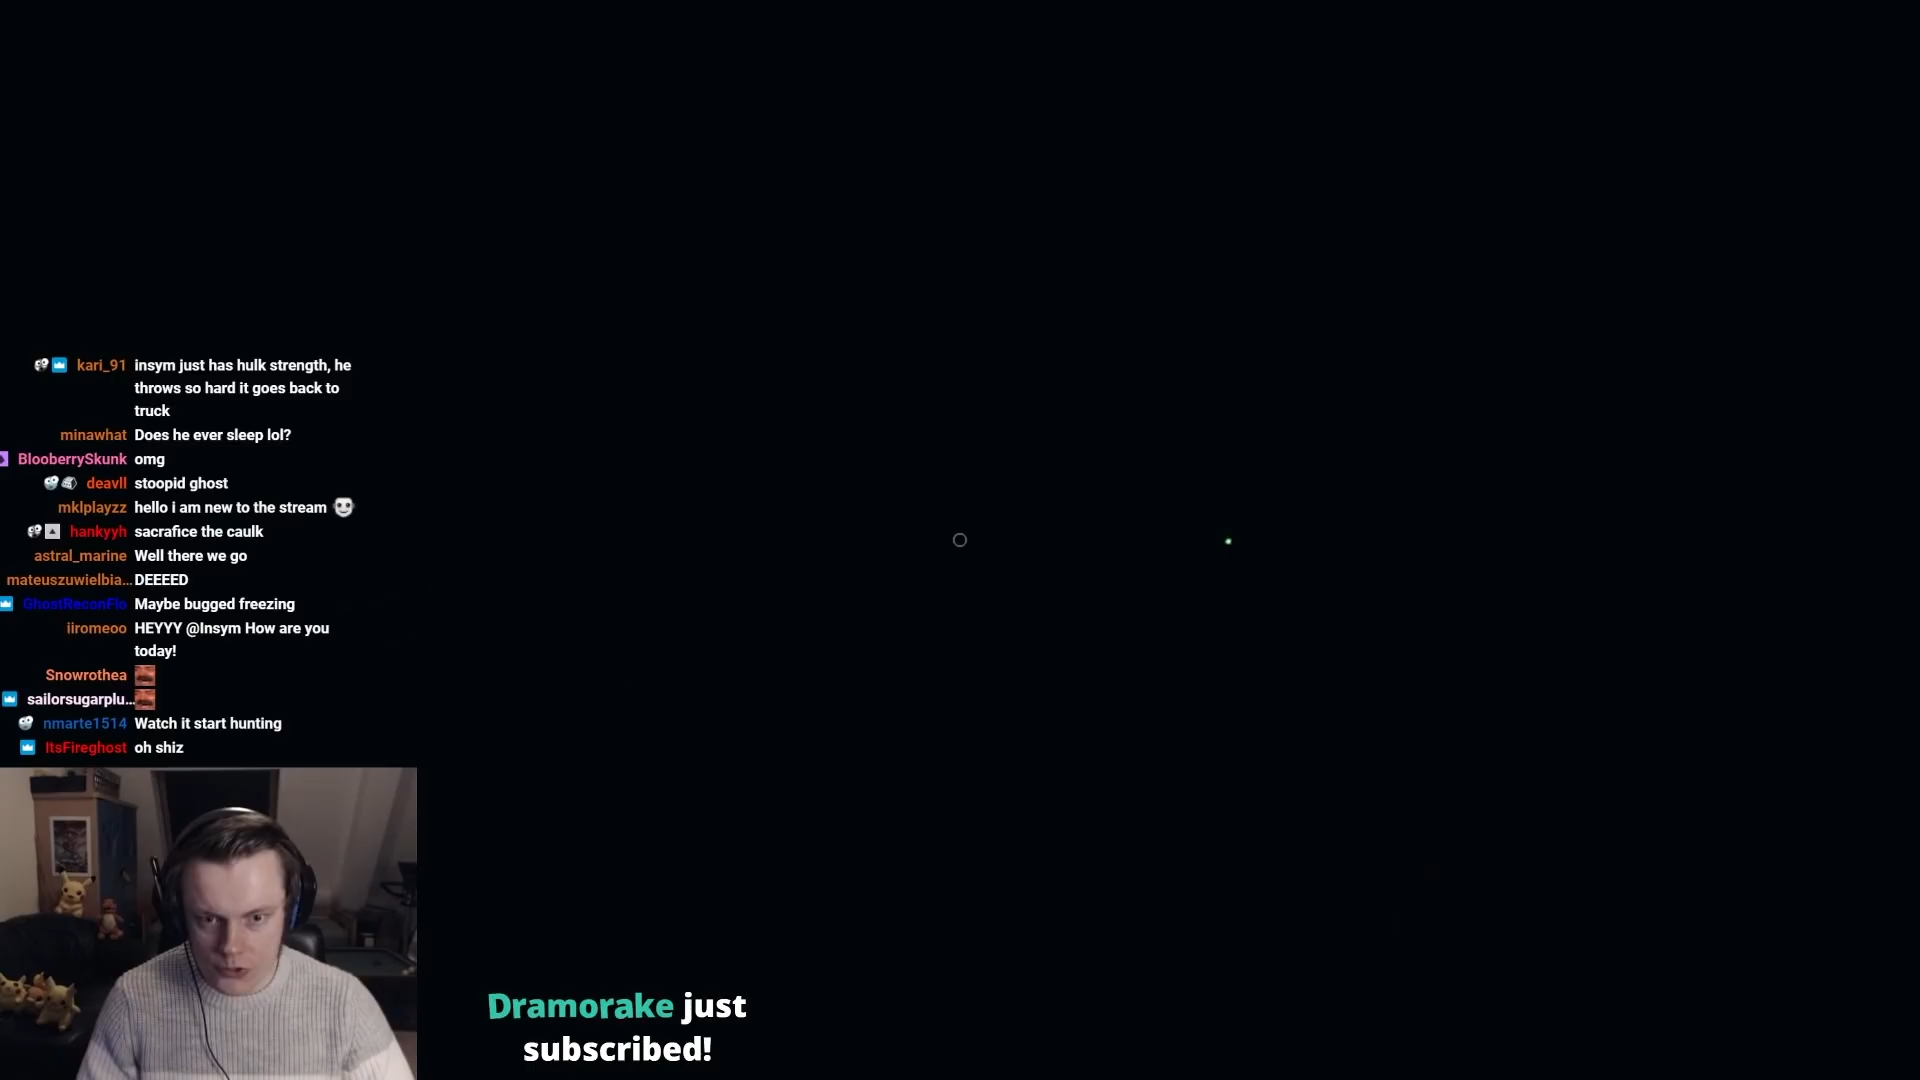 kari_91 insym just has hulk strength, he
throws so hard it goes back to
truck
minawhat Does he ever sleep lol?
BlooberrySkunk omg
deavll stoopid ghost
mklplayzz hello i am new to the stream
hankyyh sacrafice the caulk
astral_marine Well there we go
mateuszuwielbia... DEEEED
GhostReconFlo Maybe bugged freezing
iiromeoo HEYYY @Insym How are you
today!
Snowrothea
sailorsugarplu...
nmarte1514 Watch it start hunting
ItsFireghost oh shiz
Dramorake just
subscribed!